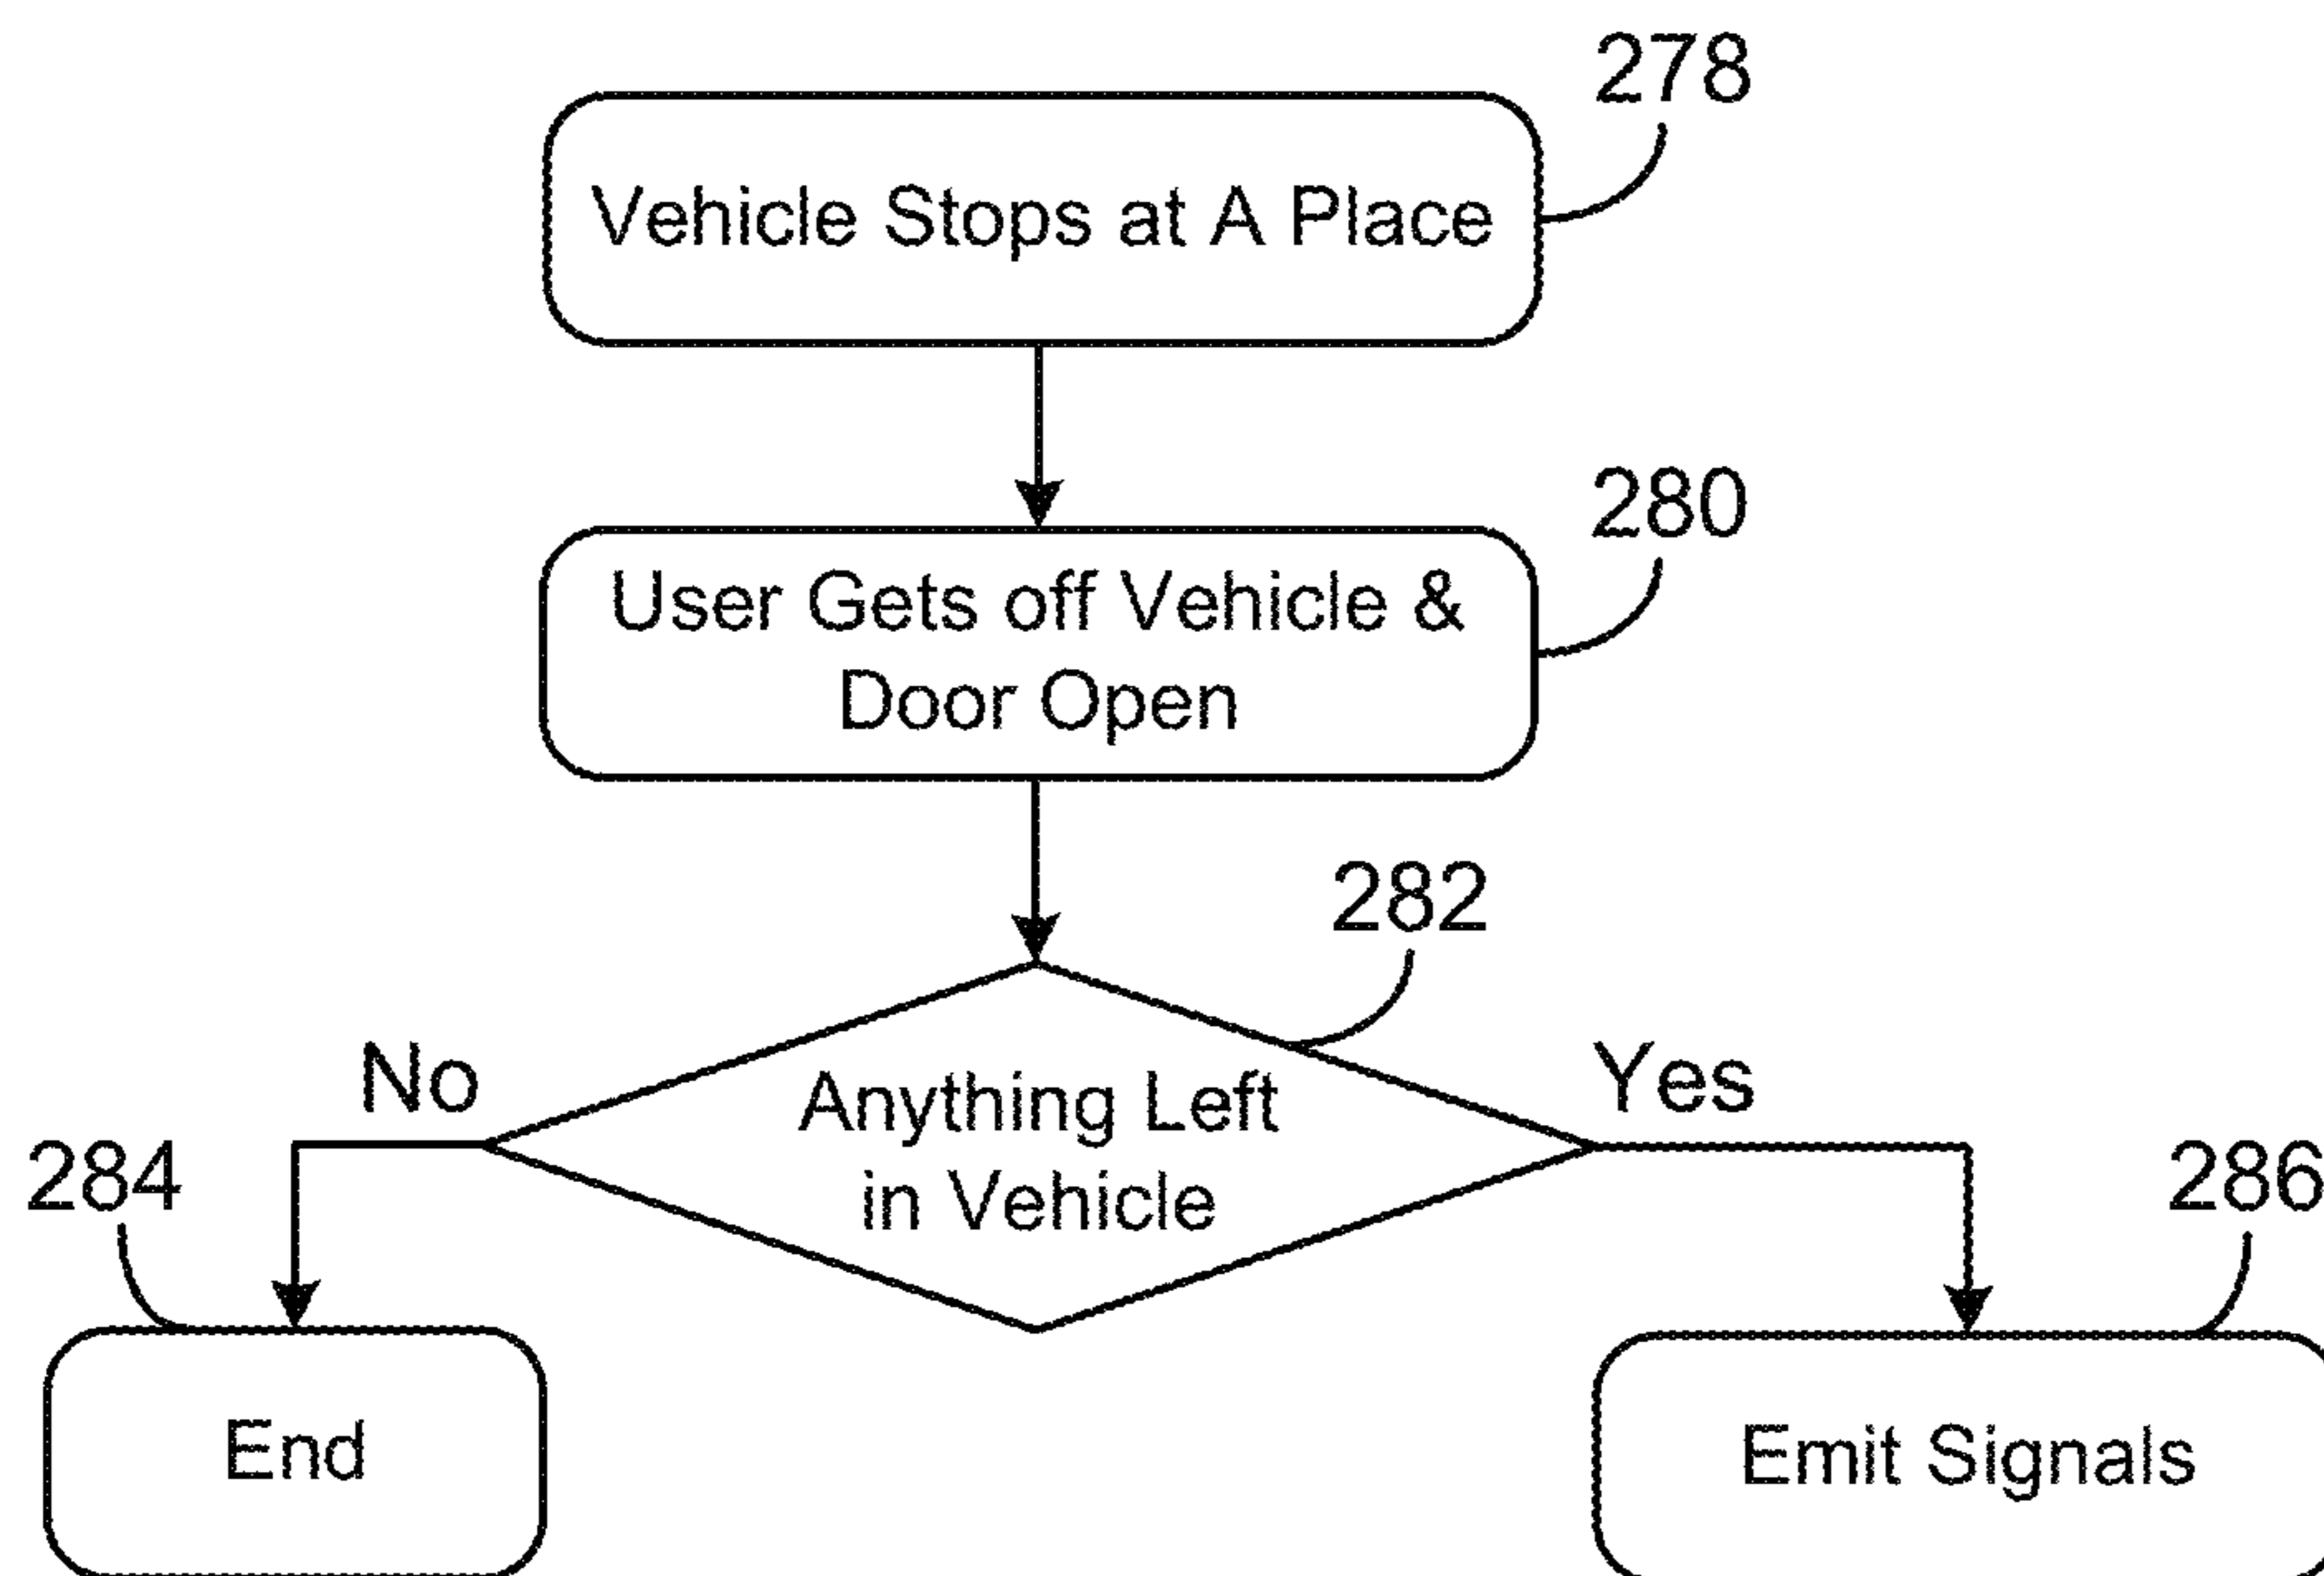 278
Vehicle Stops at A Place
280
User Gets off Vehicle &
Door Open
282
No
Yes
Anything Left
in Vehicle
284
286
End
Emit Signals